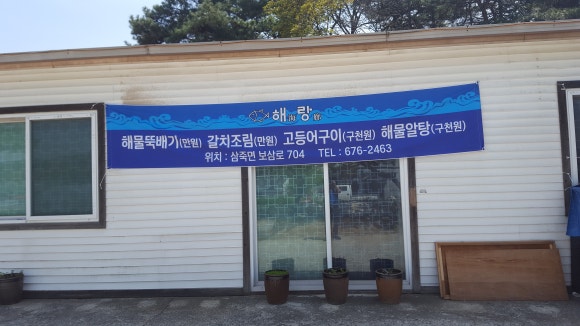 해랑
해물뚝배기(만원) 갈치조림(만원) 고등어구이(구천원) 해물알탕(구천원)
위치 : 삼죽면 보삼로 704 TEL : 676-2463